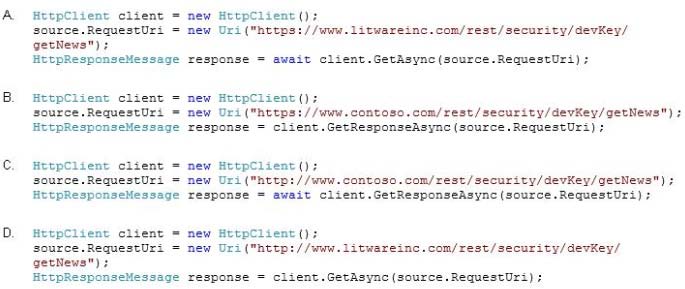 A. HttpClient client = new HttpClient();
source.RequestUri = new Uri("https://www.litwareinc.com/rest/security/devKey/
getNews");
HttpResponseMessage response = await client.GetAsync(source.RequestUri);
B. HttpClient client = new HttpClient();
source.RequestUri = new Uri("https://www.contoso.com/rest/security/devKey/getNews");
HttpResponseMessage response = client.GetResponseAsync(source.RequestUri);
C. HttpClient client = new HttpClient();
source.RequestUri = new Uri("http://www.contoso.com/rest/security/devKey/getNews");
HttpResponseMessage response = await client.GetResponseAsync(source.RequestUri);
D. HttpClient client = new HttpClient();
source.RequestUri = new Uri("http://www.litwareinc.com/rest/security/devKey/
getNews");
HttpResponseMessage response = client.GetAsync(source.RequestUri);